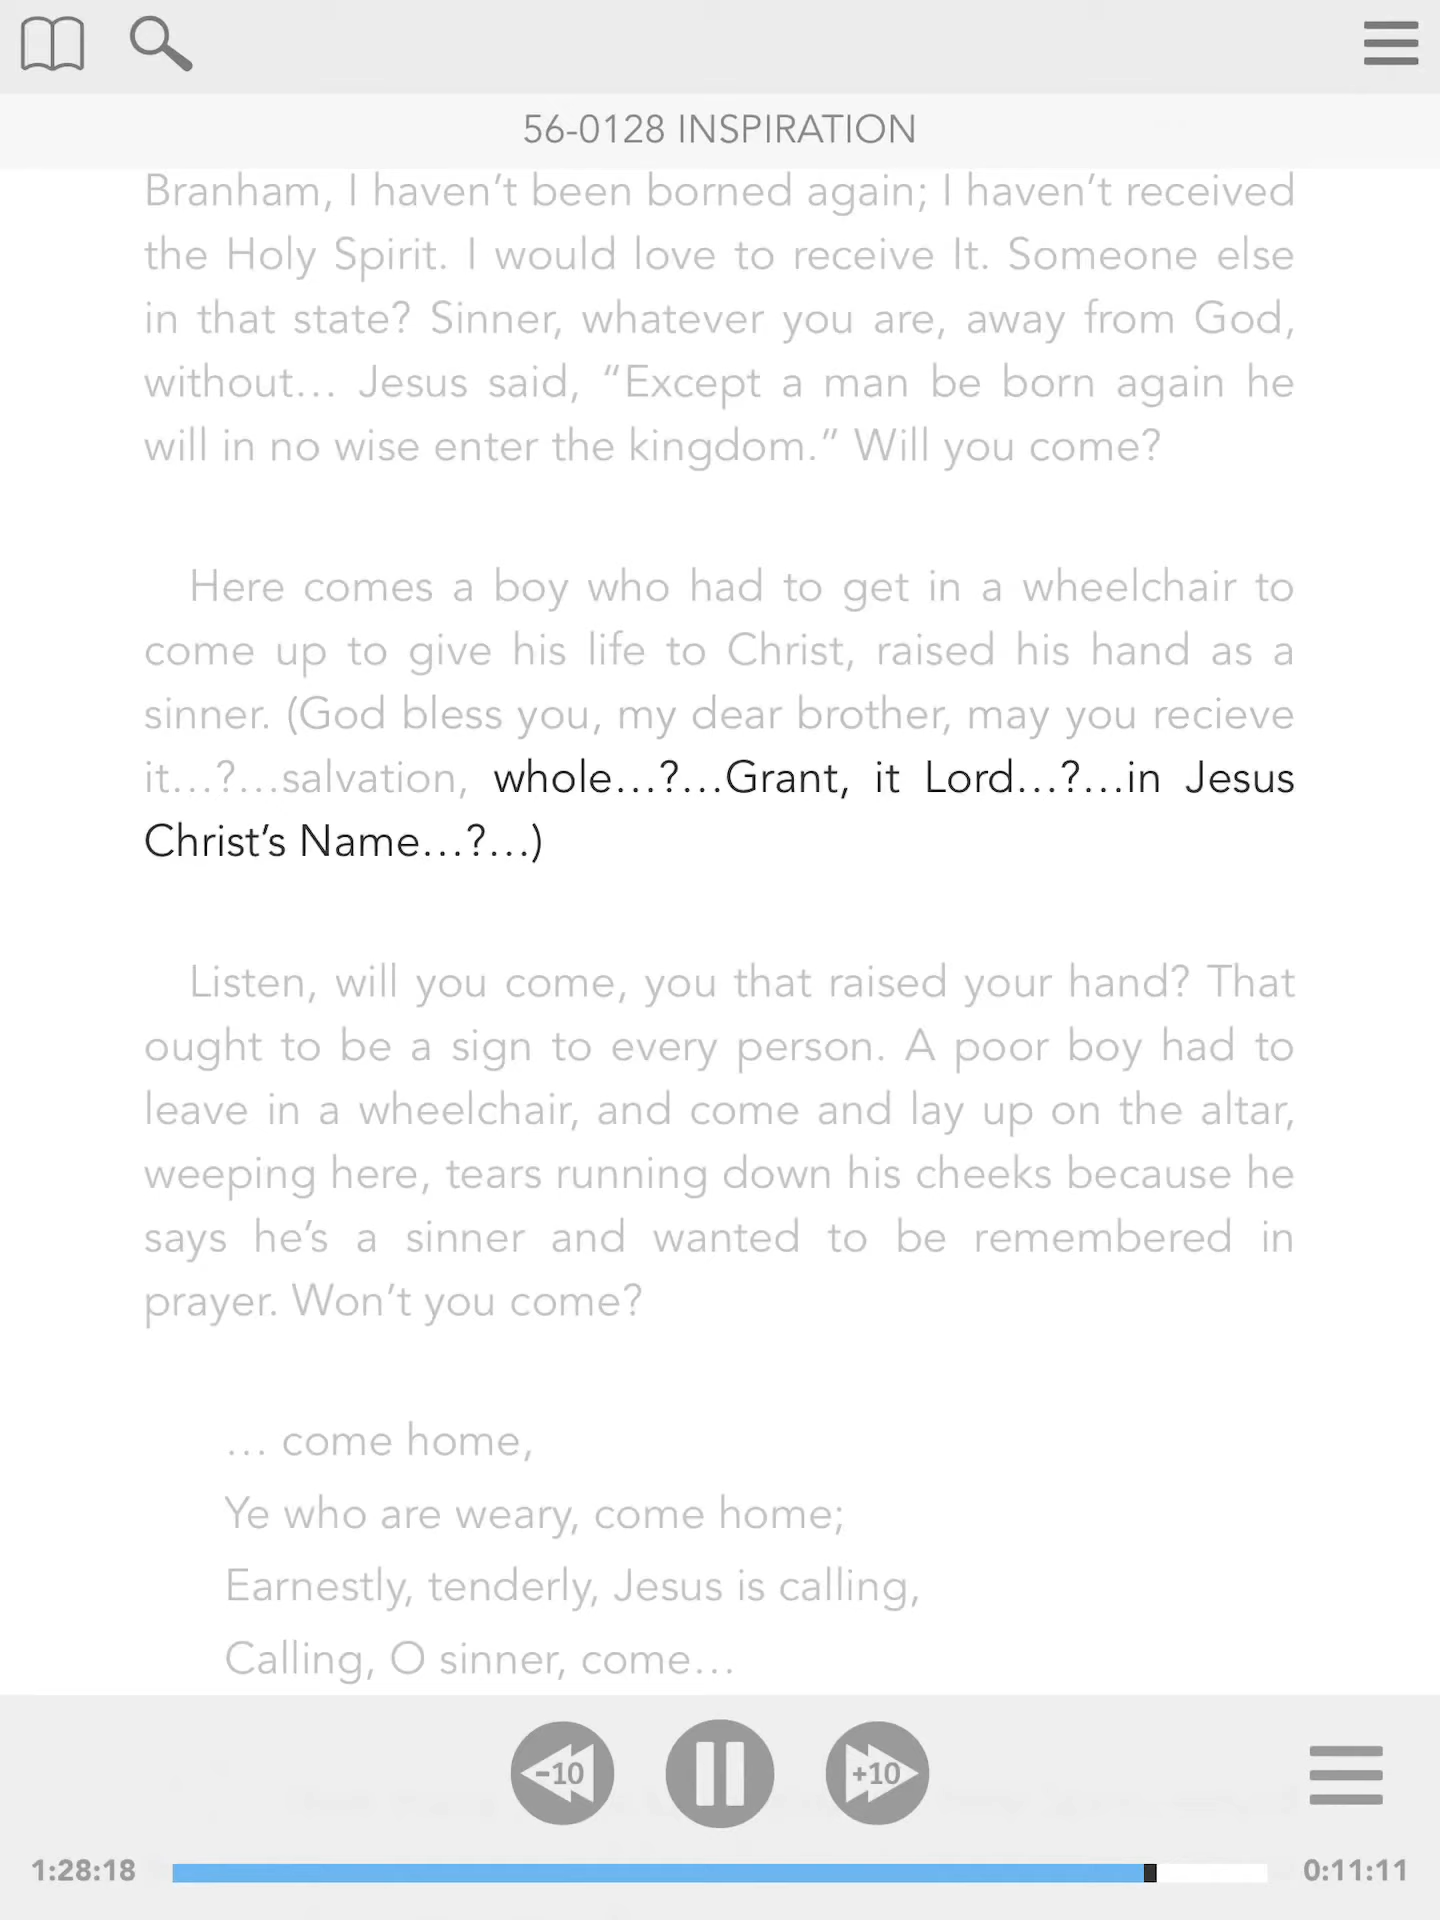 56-0128 INSPIRATION
Branham, I haven’t been borned again; I haven’t received
the Holy Spirit. I would love to receive It. Someone else
in that state? Sinner, whatever you are, away from God,
without… Jesus said, “Except a man be born again he
will in no wise enter the kingdom.” Will you come?
Here comes a boy who had to get in a wheelchair to
come up to give his life to Christ, raised his hand as a
sinner. (God bless you, my dear brother, may you recieve
it…?…salvation, whole…?…Grant, it Lord…?…in Jesus
Christ’s Name…?…)
Listen, will you come, you that raised your hand? That
ought to be a sign to every person. A poor boy had to
leave in a wheelchair, and come and lay up on the altar,
weeping here, tears running down his cheeks because he
says he’s a sinner and wanted to be remembered in
prayer. Won’t you come?
… come home,
Ye who are weary, come home;
Earnestly, tenderly, Jesus is calling,
Calling, O sinner, come…
-10 +10
1:28:18 0:11:11